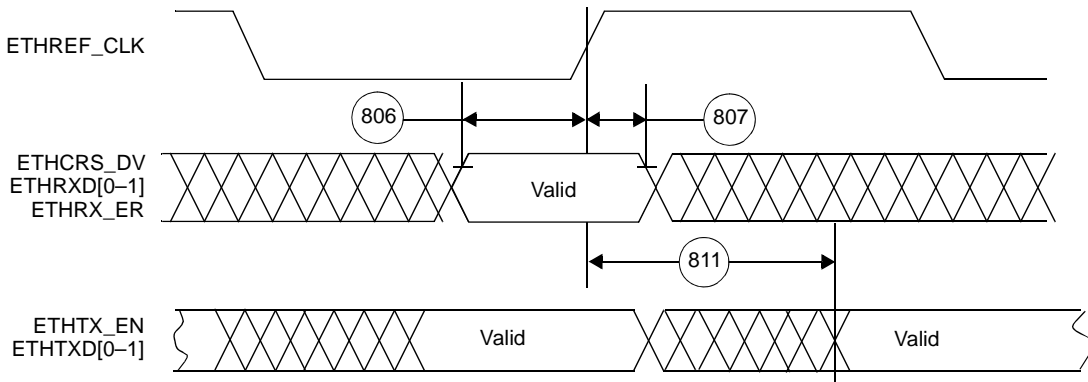 ETHREF_CLK
806
807
ETHCRS_DV
ETHRXD[0–1]
ETHRX_ER
Valid
811
ETHTX_EN
ETHTXD[0–1]
Valid
Valid